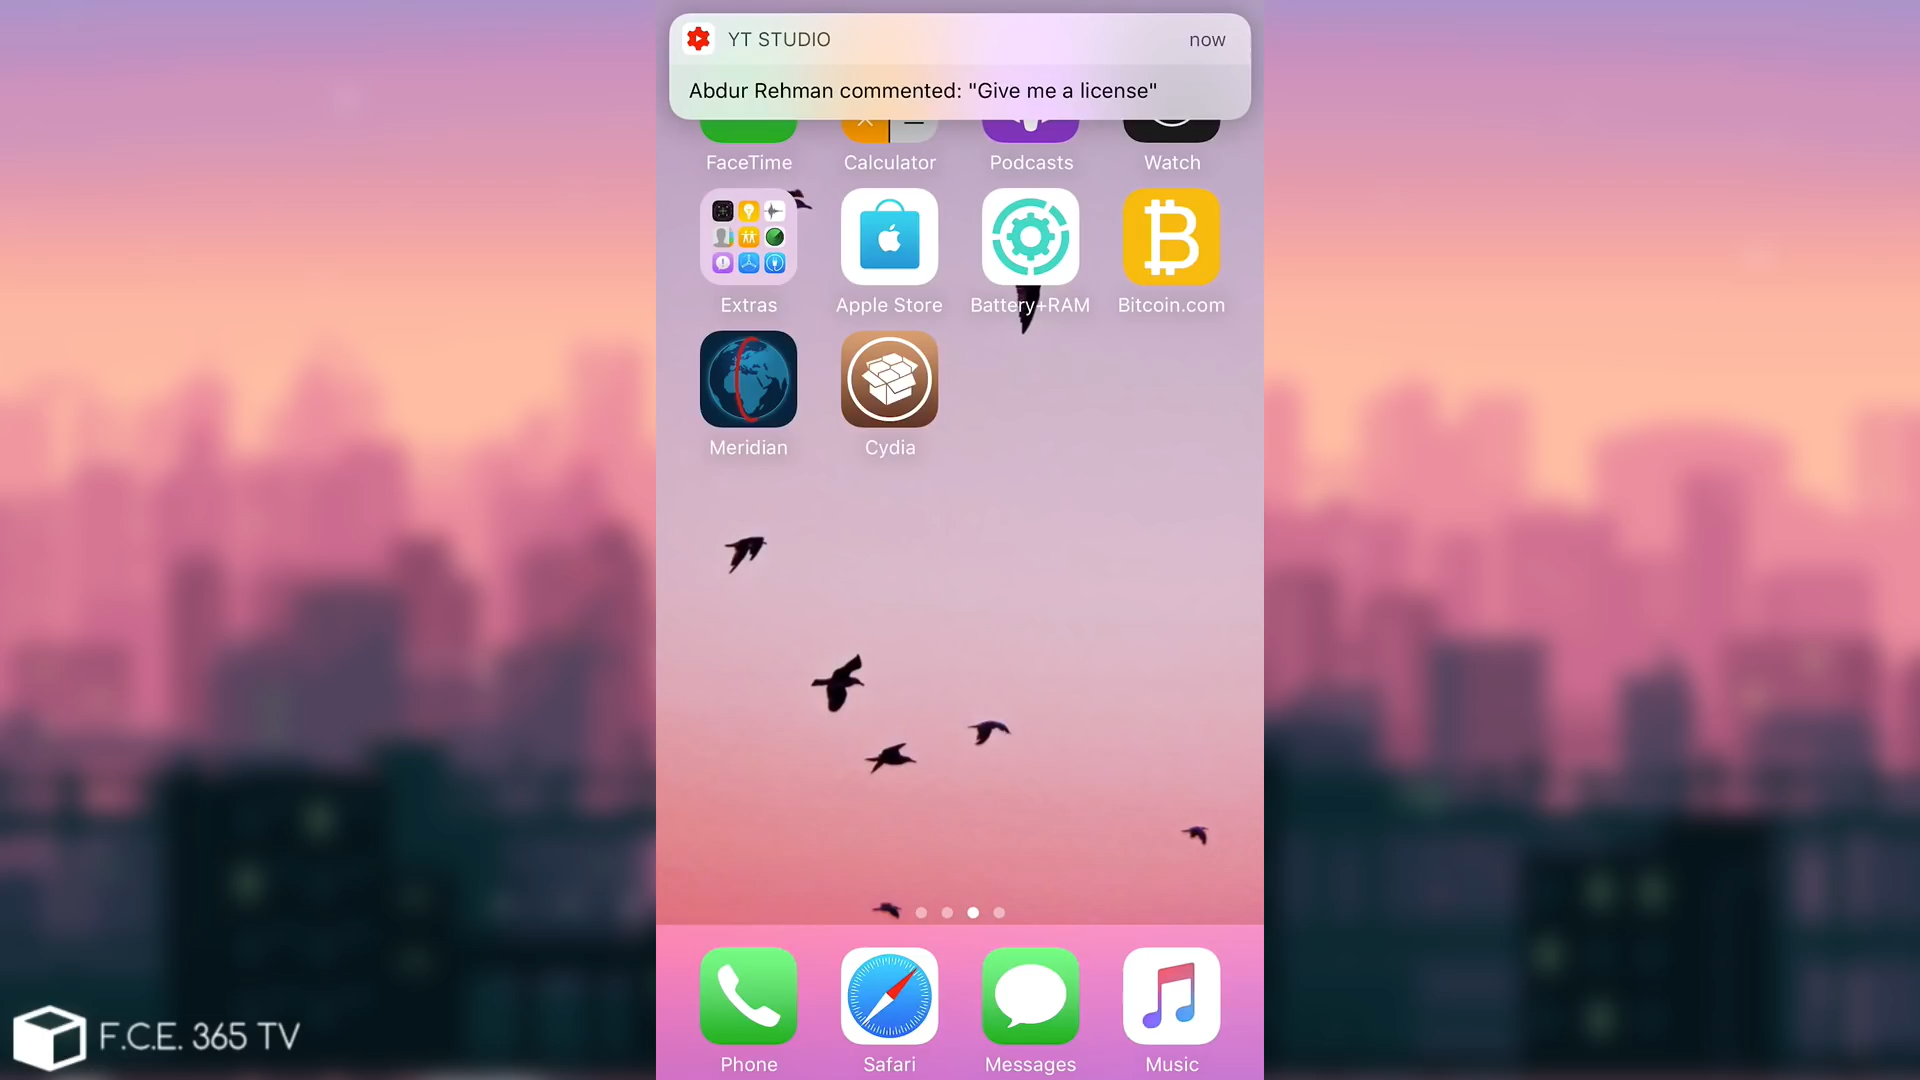 YT STUDIO now
Abdur Rehman commented: "Give me a license"
FaceTime Calculator Podcasts Watch
Extras Apple Store Battery+RAM Bitcoin.com
Meridian Cydia
Phone Safari Messages Music
F.C.E. 365 TV